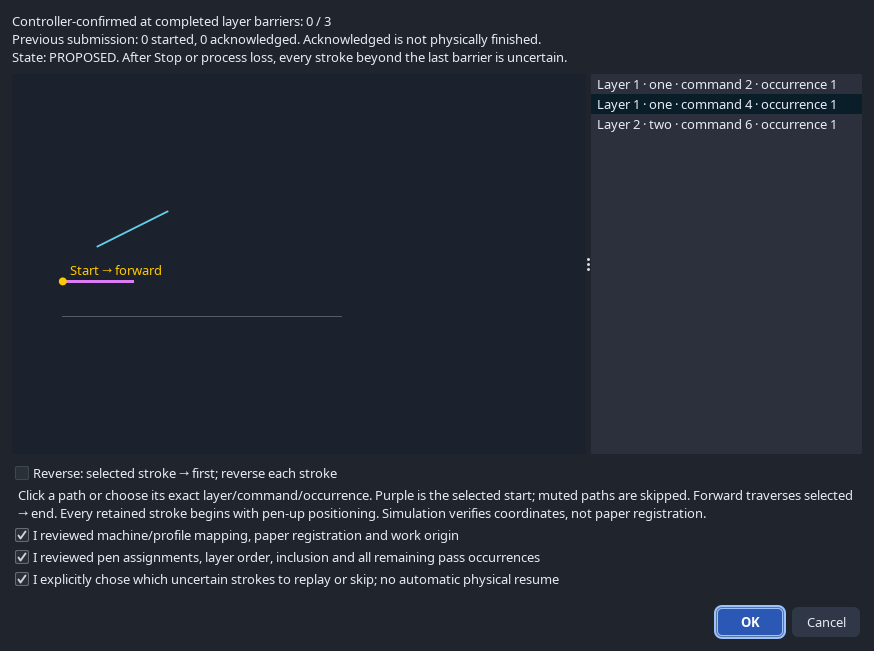 Controller-confirmed at completed layer barriers: 0 / 3
Previous submission: 0 started, 0 acknowledged. Acknowledged is not physically finished.
State: PROPOSED. After Stop or process loss, every stroke beyond the last barrier is uncertain.
Layer 1 · one · command 2 · occurrence 1
Layer 1 · one · command 4 · occurrence 1
Layer 2 · two · command 6 · occurrence 1
Start → forward
Reverse: selected stroke → first; reverse each stroke
Click a path or choose its exact layer/command/occurrence. Purple is the selected start; muted paths are skipped. Forward traverses selected
→ end. Every retained stroke begins with pen-up positioning. Simulation verifies coordinates, not paper registration.
I reviewed machine/profile mapping, paper registration and work origin
I reviewed pen assignments, layer order, inclusion and all remaining pass occurrences
I explicitly chose which uncertain strokes to replay or skip; no automatic physical resume
OK
Cancel